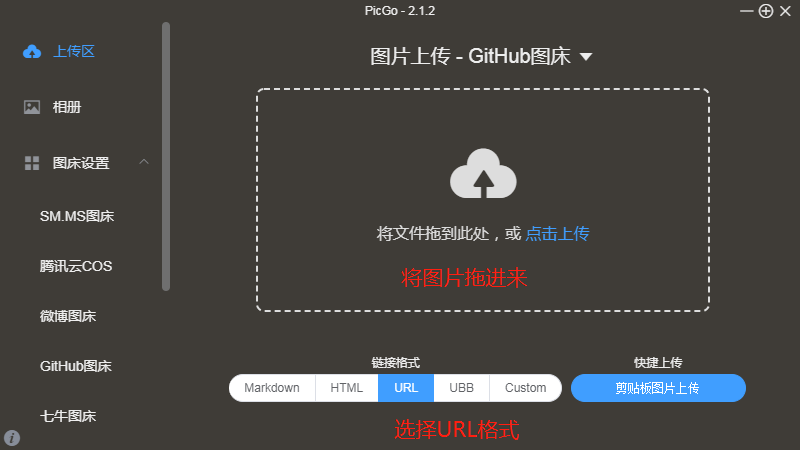 PicGo - 2.1.2
上传区
相册
图床设置
SM.MS图床
腾讯云COS
微博图床
GitHub图床
七牛图床
图片上传 - GitHub图床
将文件拖到此处，或 点击上传
将图片拖进来
链接格式
Markdown HTML URL UBB Custom
快捷上传
剪贴板图片上传
选择URL格式